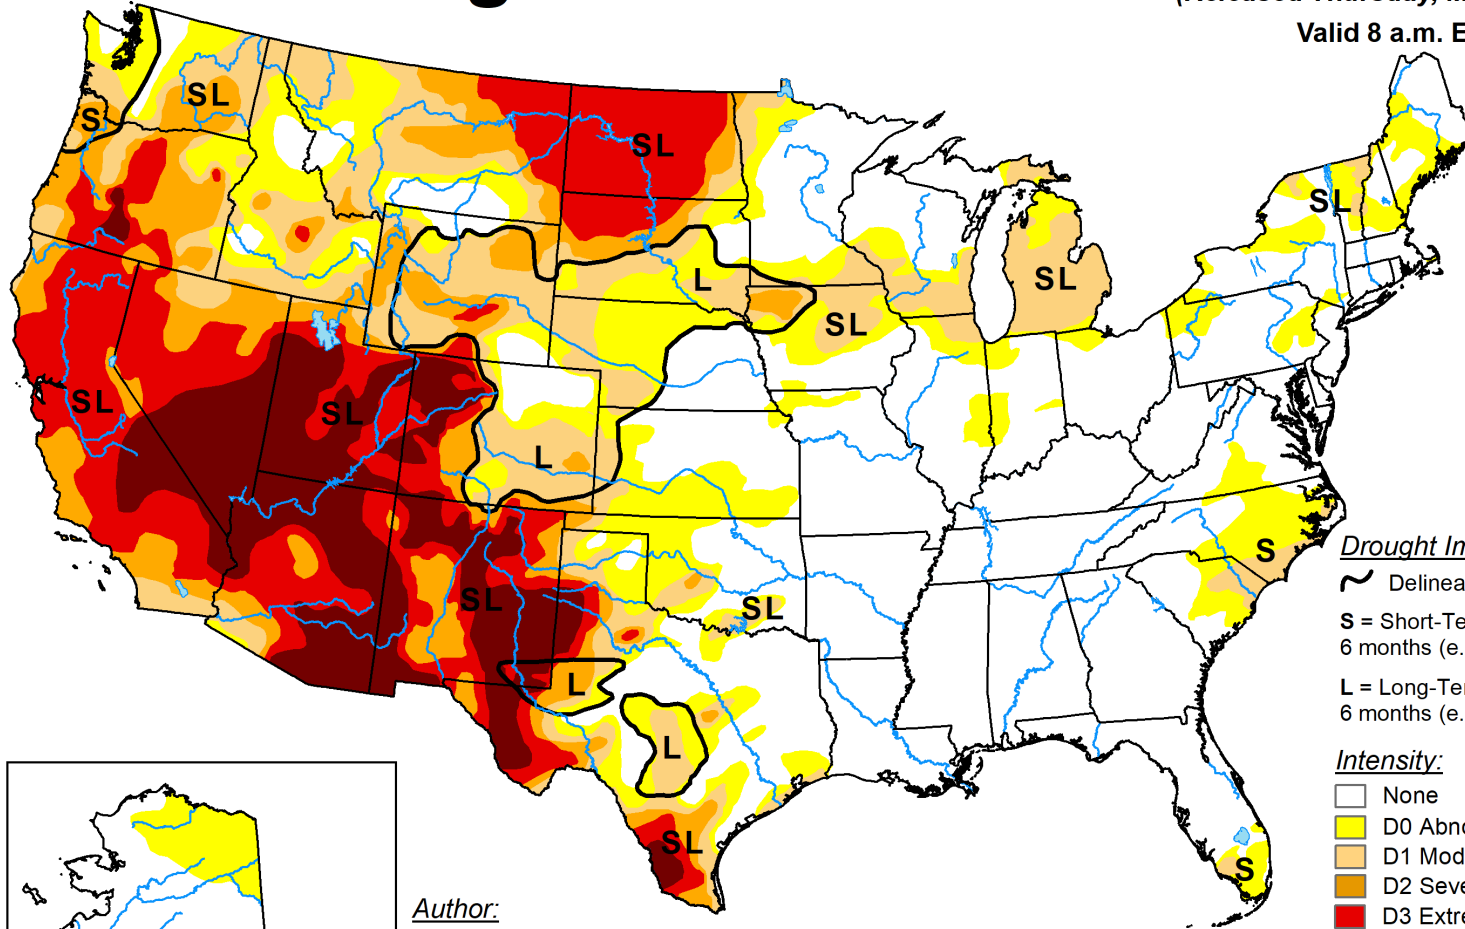 Valid 8 a.m. E
SL
S
SL
SL
L
SL
SL
SL
SL
SL
L
S
SL
SL
L
L
SL
S
Drought Im
Delinea
S = Short-Te
6 months (e.
L = Long-Ter
6 months (e.
Intensity:
None
D0 Abno
D1 Mod
D2 Seve
D3 Extre
Author: